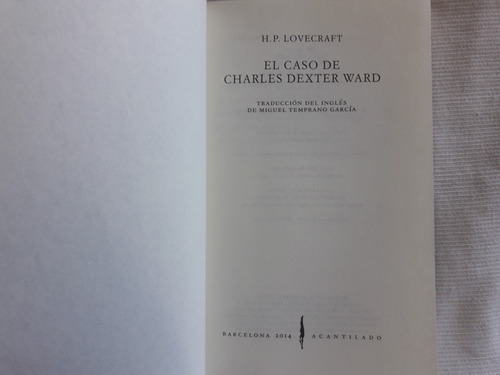 H.P. LOVECRAFT
EL CASO DE
CHARLES DEXTER WARD
TRADUCCIÓN DEL INGLÉS
DE MIGUEL TEMPRANO GARCÍA
BARCELONA 2014 ACANTILADO